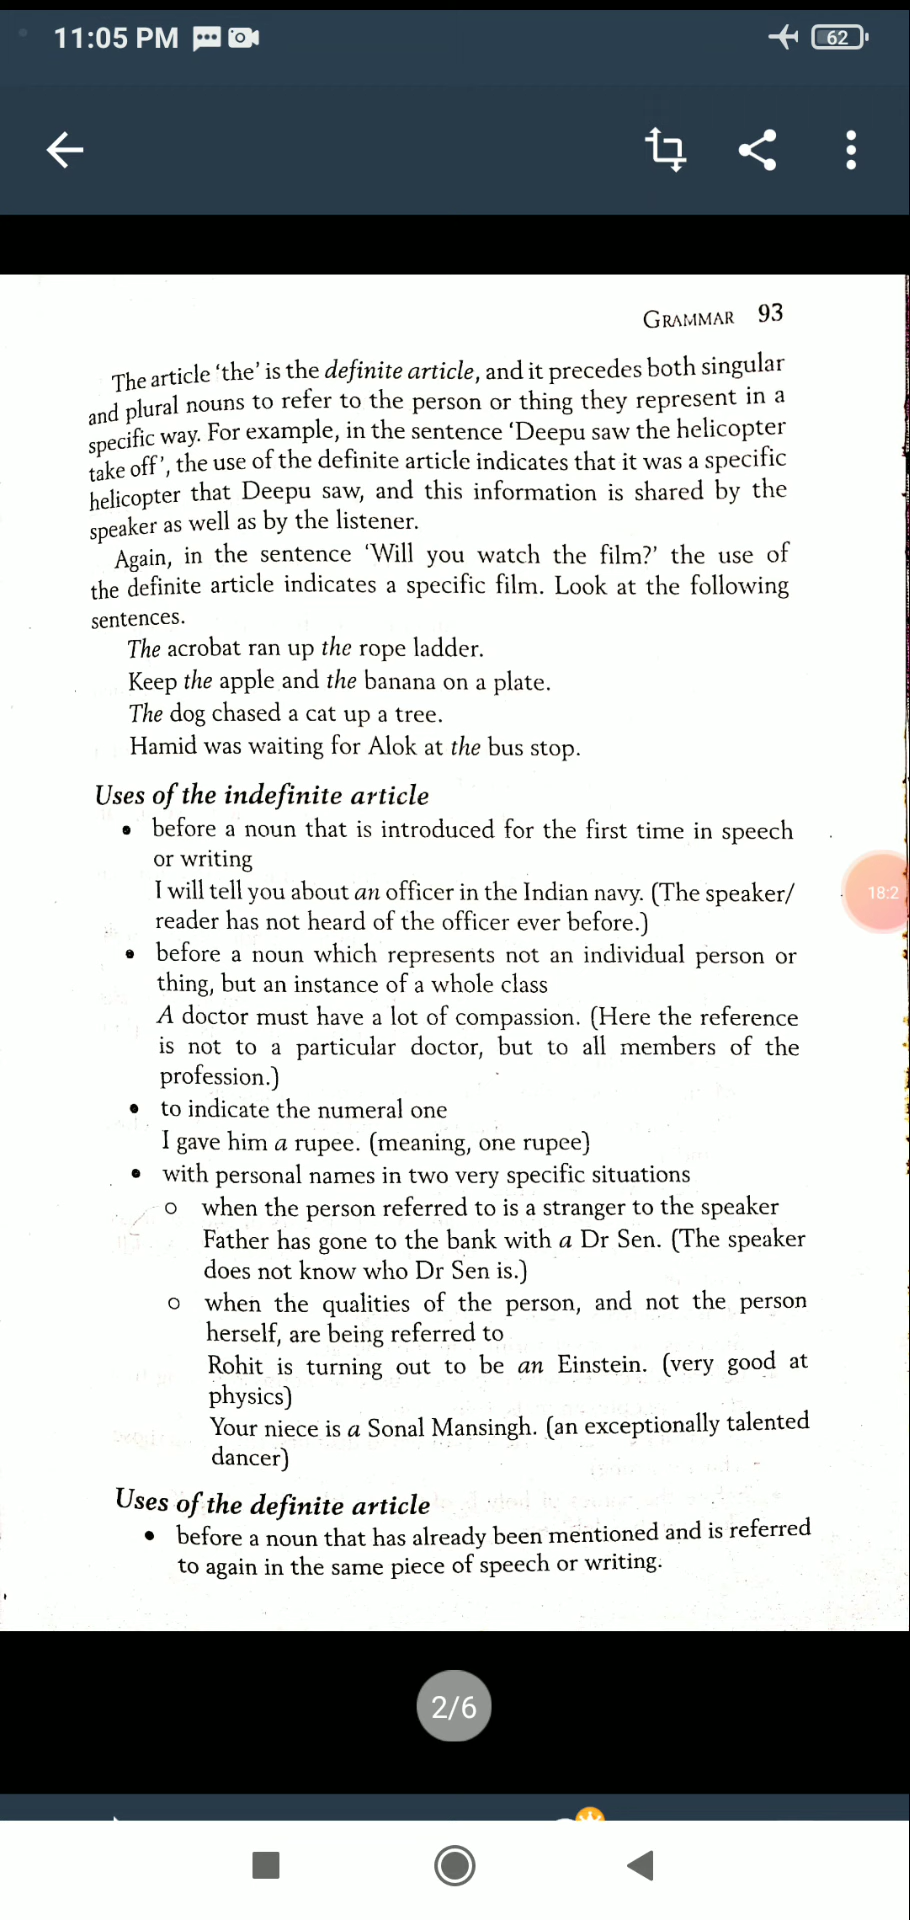 11:05 PM
62
GRAMMAR 93
The article ‘the’ is the definite article, and it precedes both singular
and plural nouns to refer to the person or thing they represent in a
specific way. For example, in the sentence ‘Deepu saw the helicopter
take off’, the use of the definite article indicates that it was a specific
helicopter that Deepu saw, and this information is shared by the
speaker as well as by the listener.
Again, in the sentence ‘Will you watch the film?’ the use of
the definite article indicates a specific film. Look at the following
sentences.
The acrobat ran up the rope ladder.
Keep the apple and the banana on a plate.
The dog chased a cat up a tree.
Hamid was waiting for Alok at the bus stop.
Uses of the indefinite article
• before a noun that is introduced for the first time in speech
or writing
I will tell you about an officer in the Indian navy. (The speaker/
reader has not heard of the officer ever before.)
18:2
• before a noun which represents not an individual person or
thing, but an instance of a whole class
A doctor must have a lot of compassion. (Here the reference
is not to a particular doctor, but to all members of the
profession.)
• to indicate the numeral one
I gave him a rupee. (meaning, one rupee)
• with personal names in two very specific situations
○ when the person referred to is a stranger to the speaker
Father has gone to the bank with a Dr Sen. (The speaker
does not know who Dr Sen is.)
○ when the qualities of the person, and not the person
herself, are being referred to
Rohit is turning out to be an Einstein. (very good at
physics)
Your niece is a Sonal Mansingh. (an exceptionally talented
dancer)
Uses of the definite article
• before a noun that has already been mentioned and is referred
to again in the same piece of speech or writing.
2/6